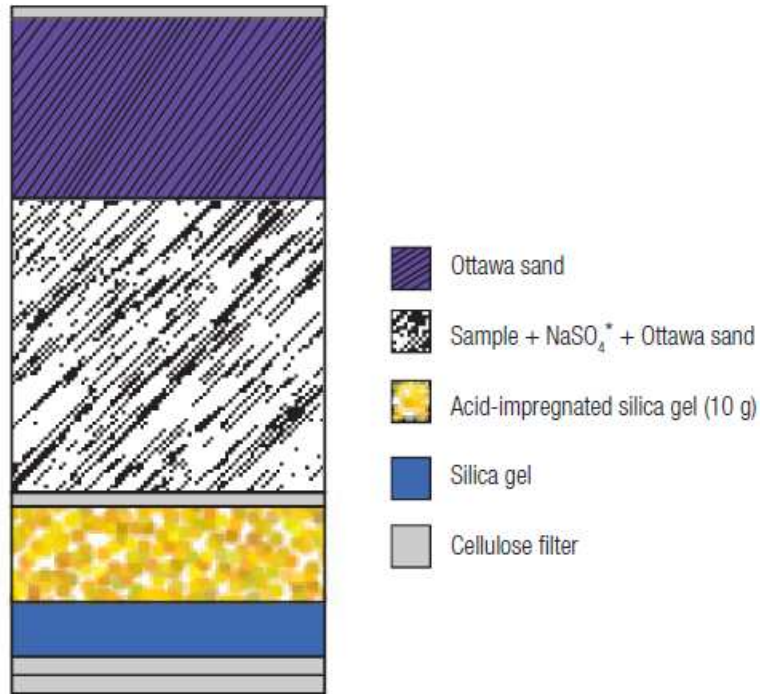 Ottawa sand
Sample + NaSO₄* + Ottawa sand
Acid-impregnated silica gel (10 g)
Silica gel
Cellulose filter